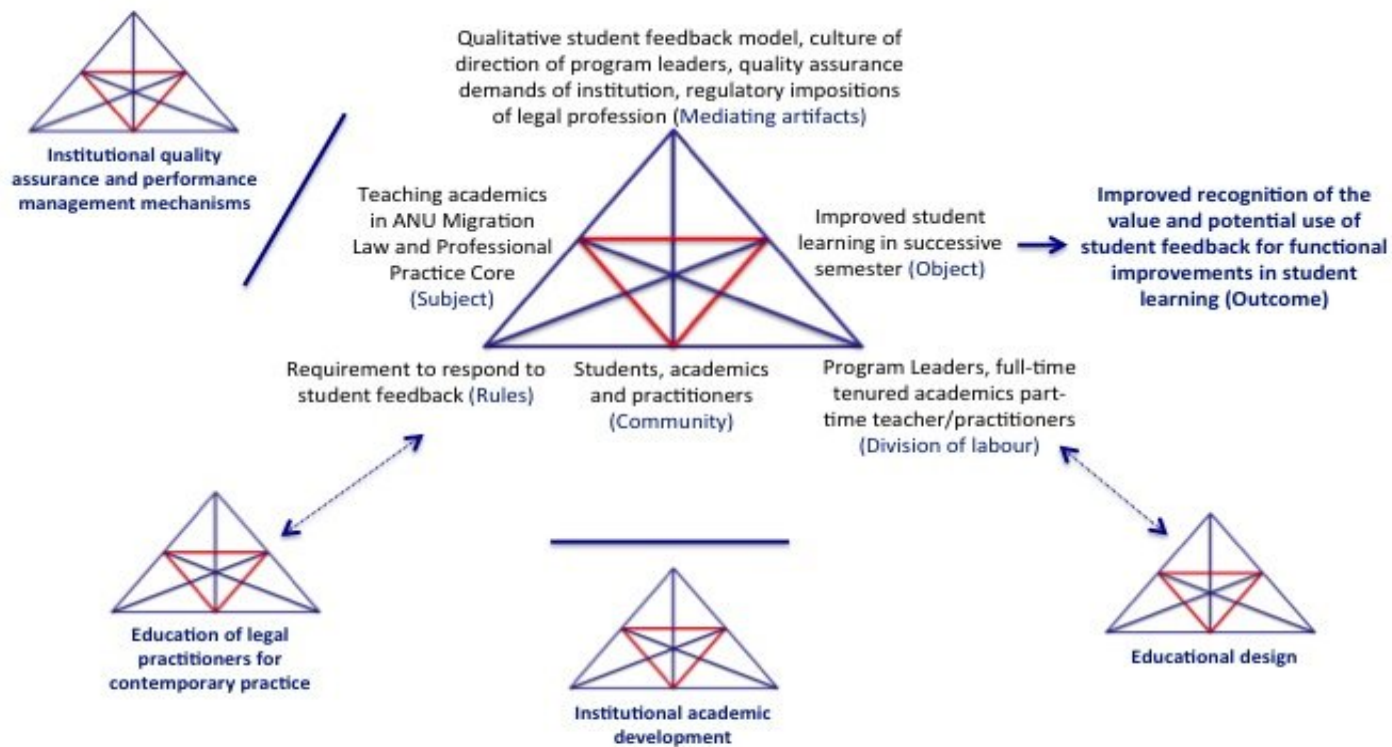 Qualitative student feedback model, culture of
direction of program leaders, quality assurance
demands of institution, regulatory impositions
of legal profession (Mediating artifacts)
Institutional quality
assurance and performance
management mechanisms
Teaching academics
in ANU Migration
Law and Professional
Practice Core
(Subject)
Improved student
learning in successive
semester (Object)
Improved recognition of the
value and potential use of
student feedback for functional
improvements in student
learning (Outcome)
Requirement to respond to
student feedback (Rules)
Students, academics
and practitioners
(Community)
Program Leaders, full-time
tenured academics part-
time teacher/practitioners
(Division of labour)
Education of legal
practitioners for
contemporary practice
Institutional academic
development
Educational design